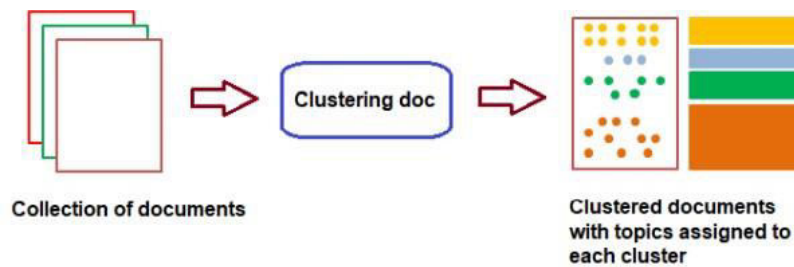 Clustering doc
Collection of documents
Clustered documents
with topics assigned to
each cluster